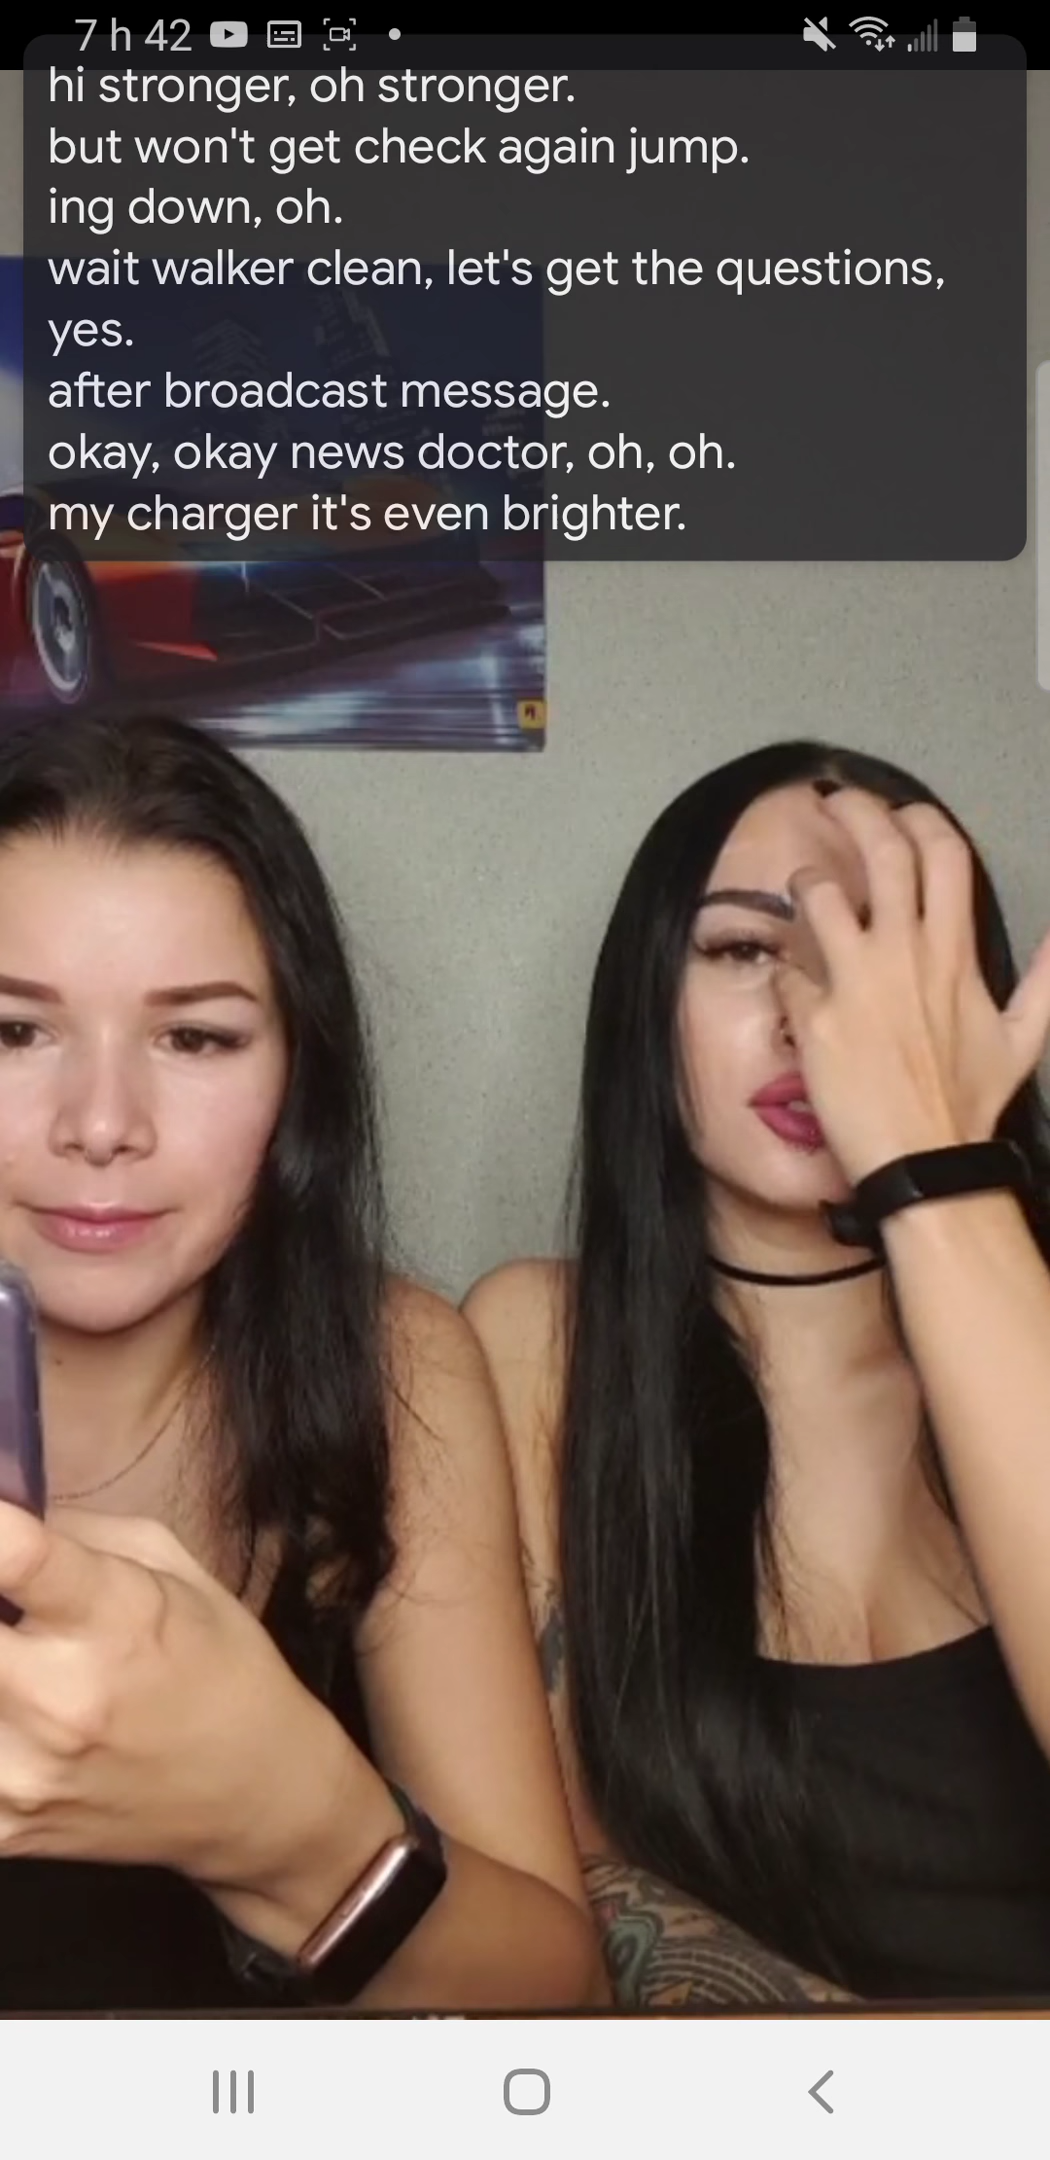 7 h 42
hi stronger, oh stronger.
but won't get check again jump.
ing down, oh.
wait walker clean, let's get the questions,
yes.
after broadcast message.
okay, okay news doctor, oh, oh.
my charger it's even brighter.